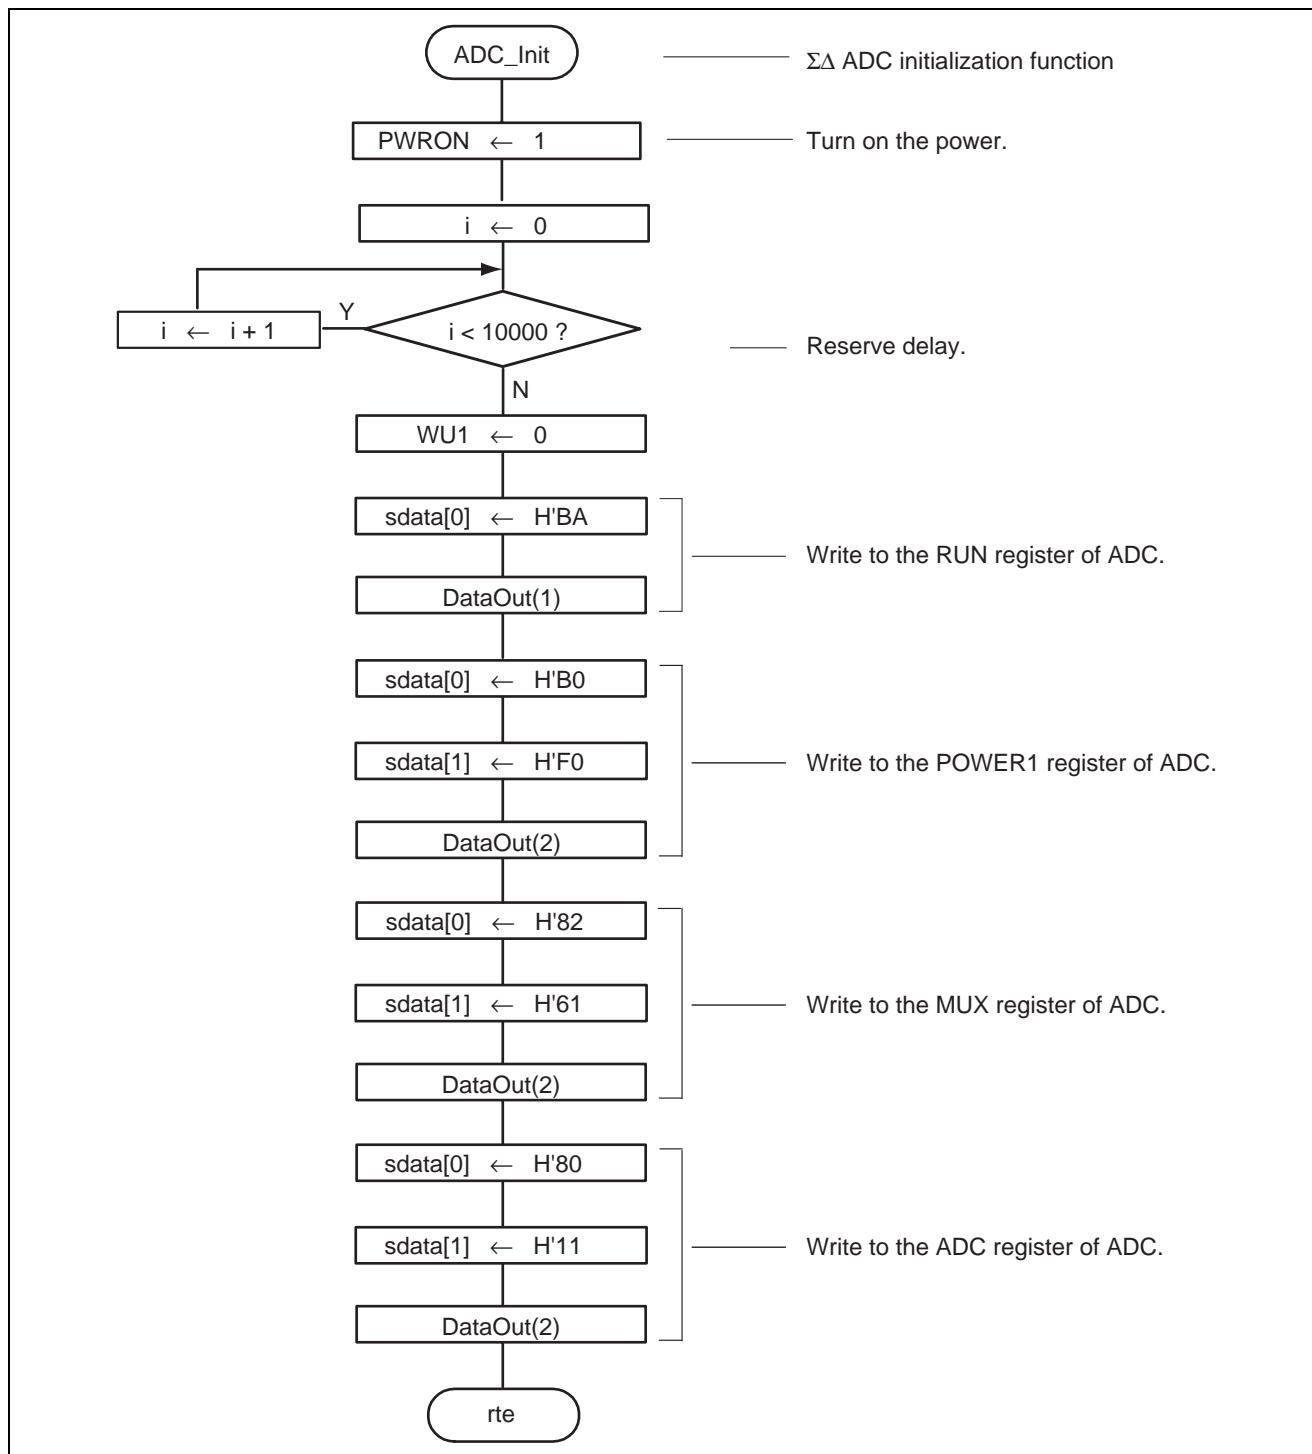 ADC_Init
ΣΔ ADC initialization function
PWRON ← 1
Turn on the power.
i ← 0
i ← i + 1
Y
i < 10000 ?
Reserve delay.
N
WU1 ← 0
sdata[0] ← H'BA
Write to the RUN register of ADC.
DataOut(1)
sdata[0] ← H'B0
sdata[1] ← H'F0
Write to the POWER1 register of ADC.
DataOut(2)
sdata[0] ← H'82
sdata[1] ← H'61
Write to the MUX register of ADC.
DataOut(2)
sdata[0] ← H'80
sdata[1] ← H'11
Write to the ADC register of ADC.
DataOut(2)
rte